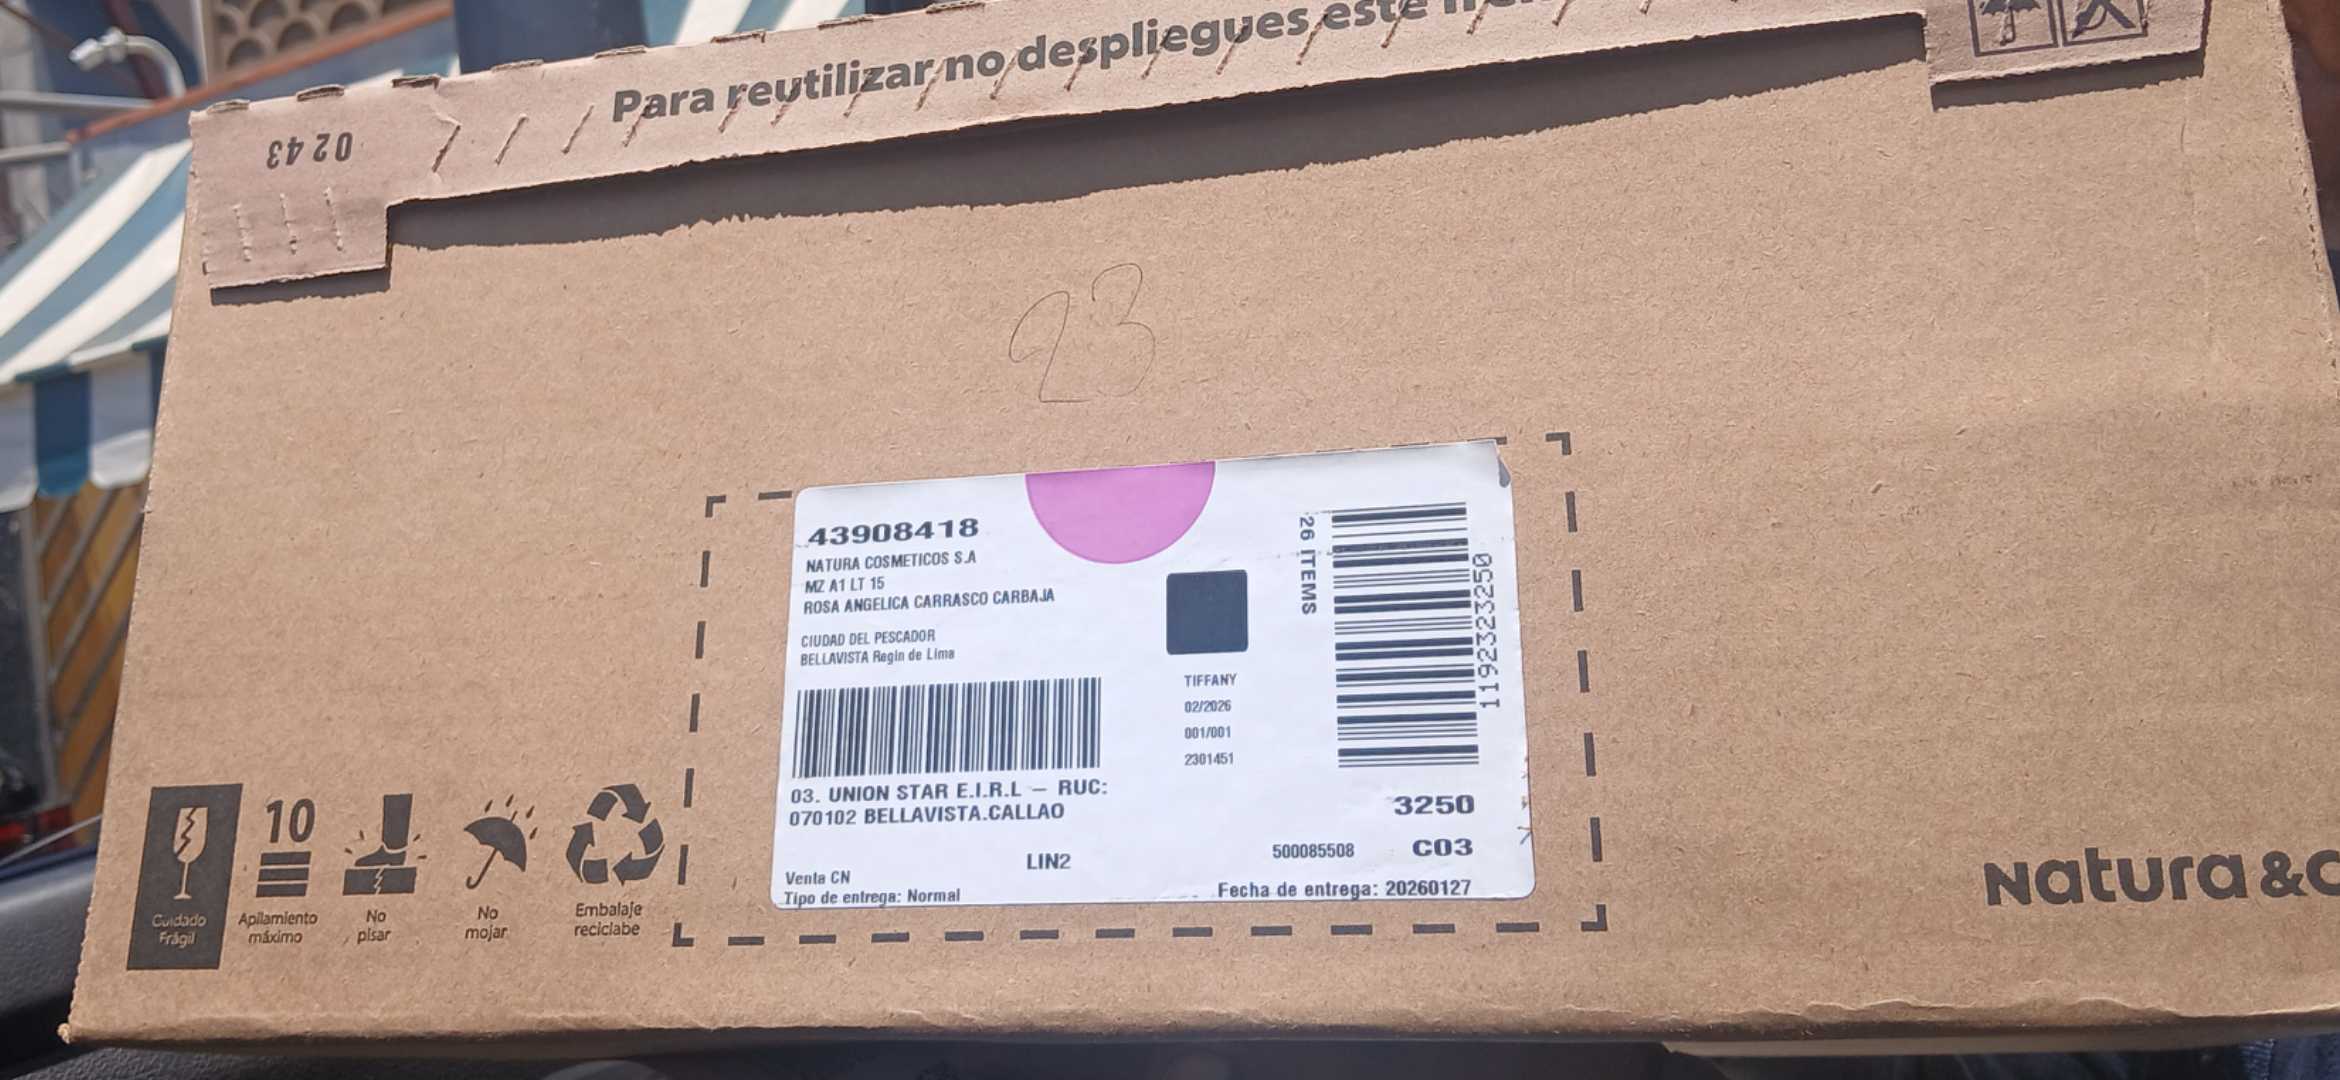 Para reutilizar no despliegues este
0243
23
43908418
NATURA COSMETICOS S.A
MZ A1 LT 15
ROSA ANGELICA CARRASCO CARBAJA
CIUDAD DEL PESCADOR
BELLAVISTA Regin de Lima
03. UNION STAR E.I.R.L – RUC:
070102 BELLAVISTA.CALLAO
LIN2
Venta CN
Tipo de entrega: Normal
TIFFANY
02/2026
001/001
2301451
26 ITEMS
1192323233250
3250
500085508 C03
Fecha de entrega: 20260127
Cuidado
Frágil
10
Apilamiento
máximo
No
pisar
No
mojar
Embalaje
reciclabe
Natura &